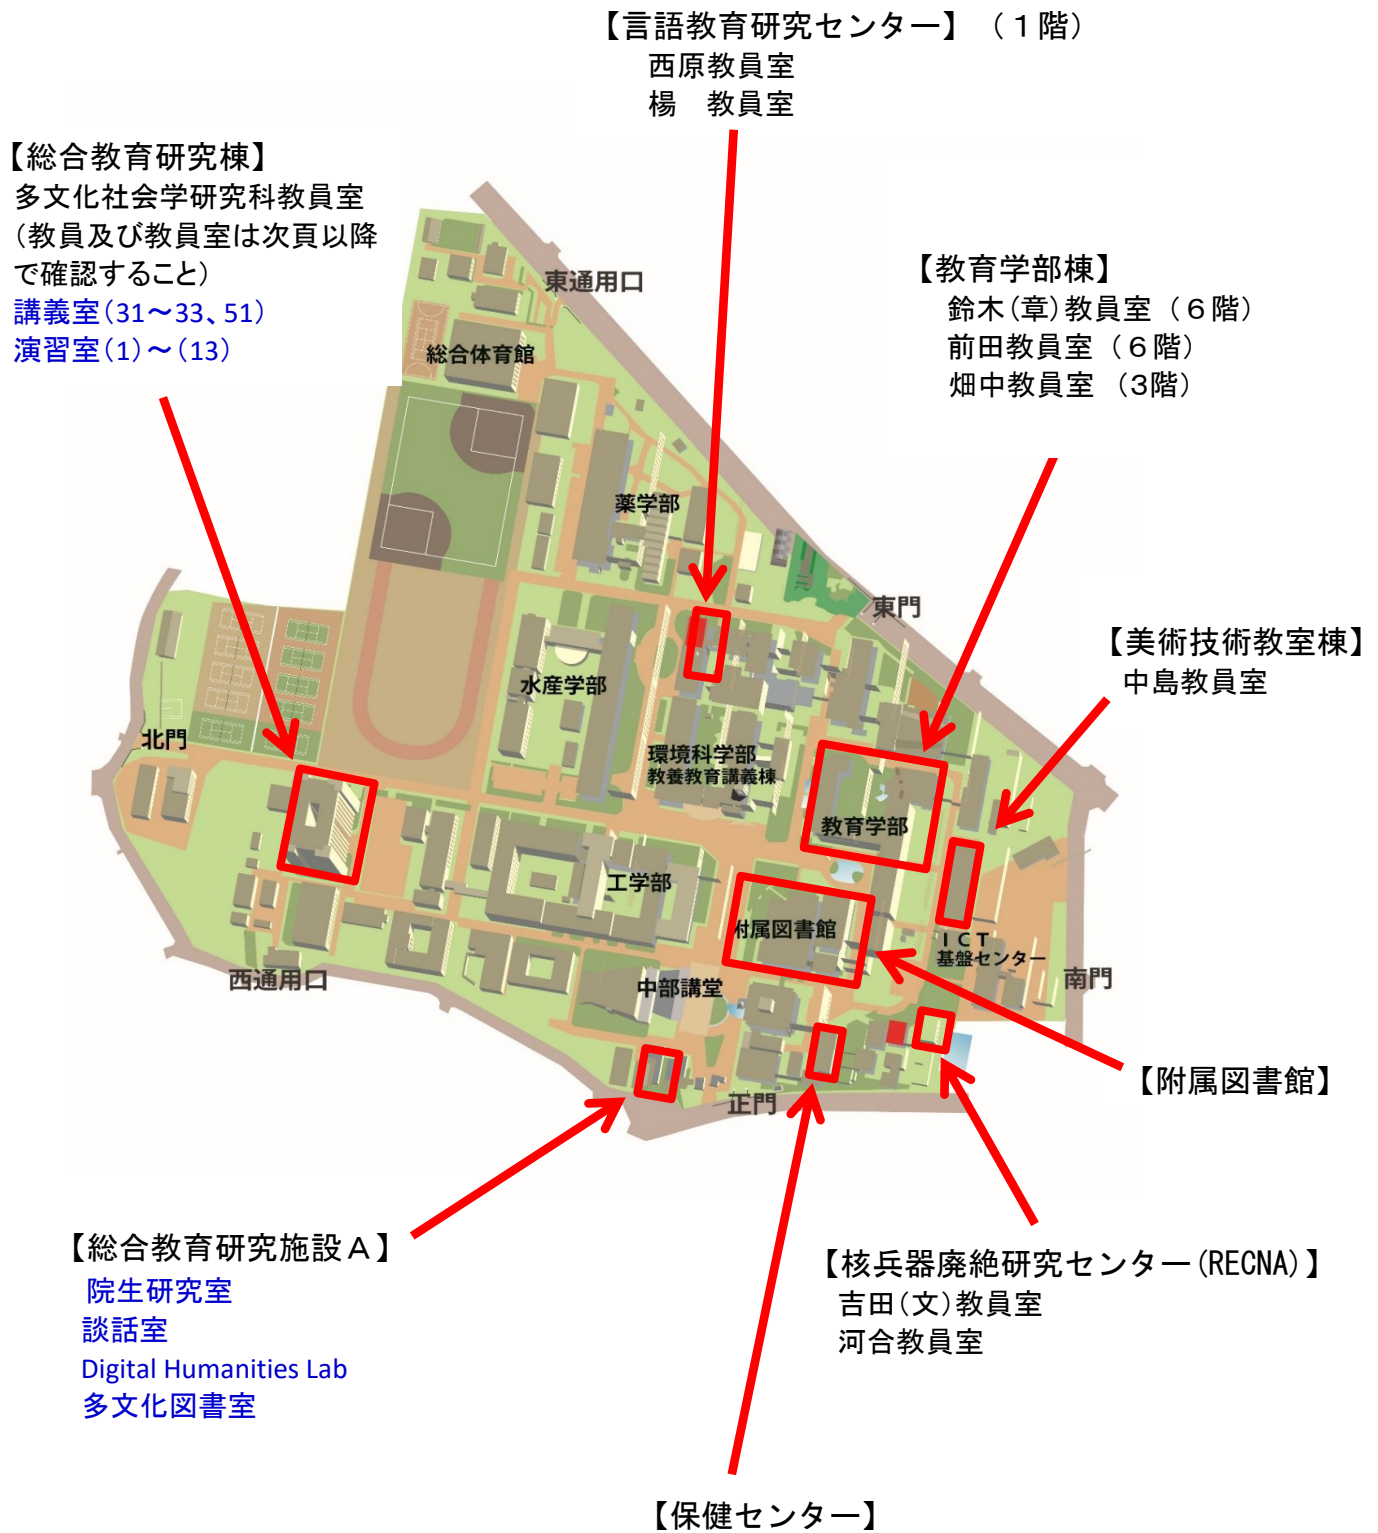 【言語教育研究センター】（１階）
西原教員室
楊　教員室
【総合教育研究棟】
多文化社会学研究科教員室
（教員及び教員室は次頁以降
で確認すること）
講義室（31～33、51）
演習室（1）～（13）
【教育学部棟】
鈴木（章）教員室（６階）
前田教員室（６階）
畑中教員室（3階）
東通用口
総合体育館
薬学部
東門
【美術技術教室棟】
中島教員室
水産学部
北門
環境科学部
教養教育講義棟
教育学部
工学部
附属図書館
ＩＣＴ
基盤センター
西通用口
中部講堂
南門
正門
【附属図書館】
【総合教育研究施設Ａ】
院生研究室
談話室
Digital Humanities Lab
多文化図書室
【核兵器廃絶研究センター(RECNA)】
吉田（文）教員室
河合教員室
【保健センター】